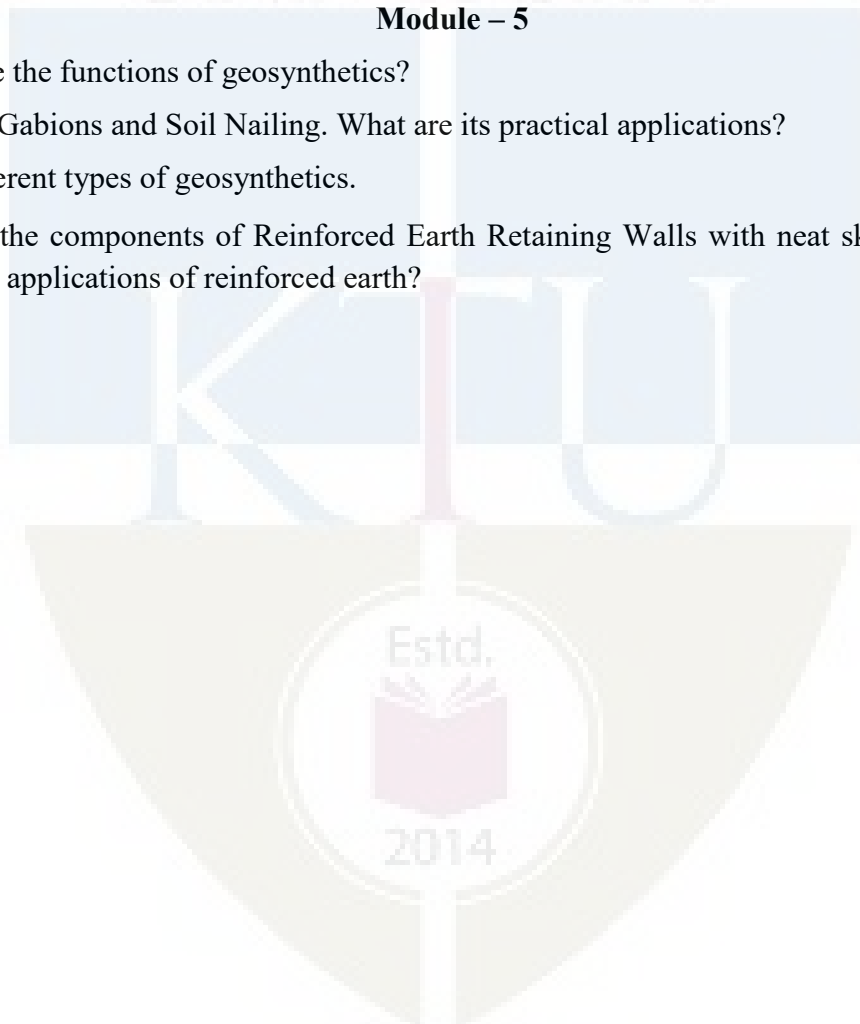 Module – 5
e the functions of geosynthetics?
Gabions and Soil Nailing. What are its practical applications?
erent types of geosynthetics.
the components of Reinforced Earth Retaining Walls with neat sk
applications of reinforced earth?
KTU
Estd.
2014